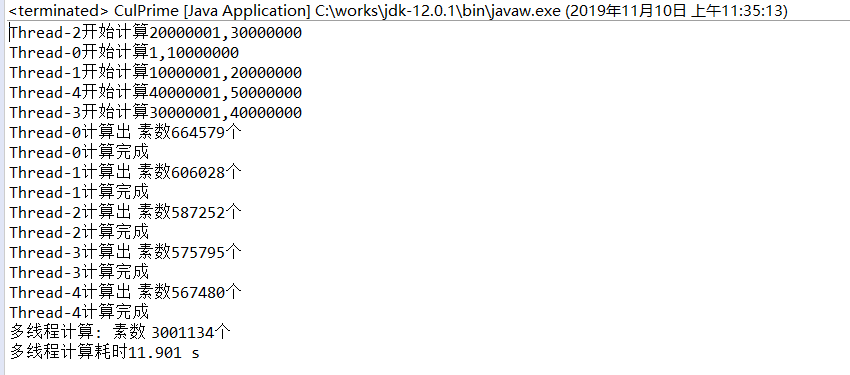 <terminated> CulPrime [Java Application] C:\works\jdk-12.0.1\bin\javaw.exe (2019年11月10日 上午11:35:13)
Thread-2开始计算20000001,30000000
Thread-0开始计算1,10000000
Thread-1开始计算10000001,20000000
Thread-4开始计算40000001,50000000
Thread-3开始计算30000001,40000000
Thread-0计算出 素数664579个
Thread-0计算完成
Thread-1计算出 素数606028个
Thread-1计算完成
Thread-2计算出 素数587252个
Thread-2计算完成
Thread-3计算出 素数575795个
Thread-3计算完成
Thread-4计算出 素数567480个
Thread-4计算完成
多线程计算: 素数 3001134个
多线程计算耗时11.901 s